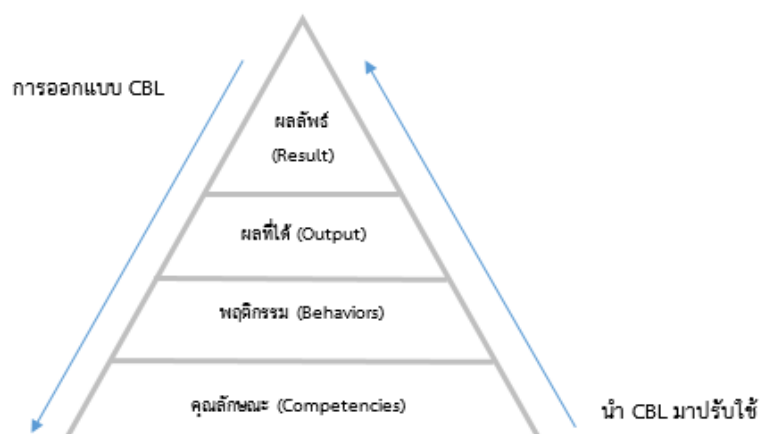 การออกแบบ CBL
ผลลัพธ์
(Result)
ผลที่ได้ (Output)
พฤติกรรม (Behaviors)
คุณลักษณะ (Competencies)
นำ CBL มาปรับใช้